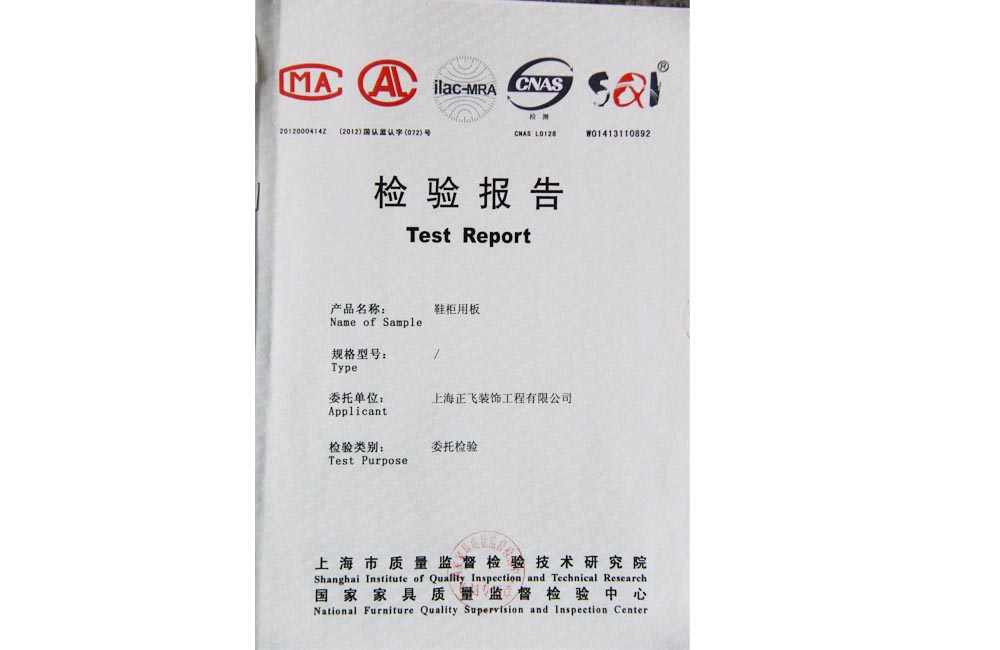 MA
AL
ilac-MRA
CNAS
检 测
SQI®
2012000414Z (2012)国认监认字(072)号
CNAS L0128
W01413110892
检验报告
Test Report
产品名称: 鞋柜用板
Name of Sample
规格型号: /
Type
委托单位: 上海正飞装饰工程有限公司
Applicant
检验类别: 委托检验
Test Purpose
上海市质量监督检验技术研究院
Shanghai Institute of Quality Inspection and Technical Research
国家家具质量监督检验中心
National Furniture Quality Supervision and Inspection Center